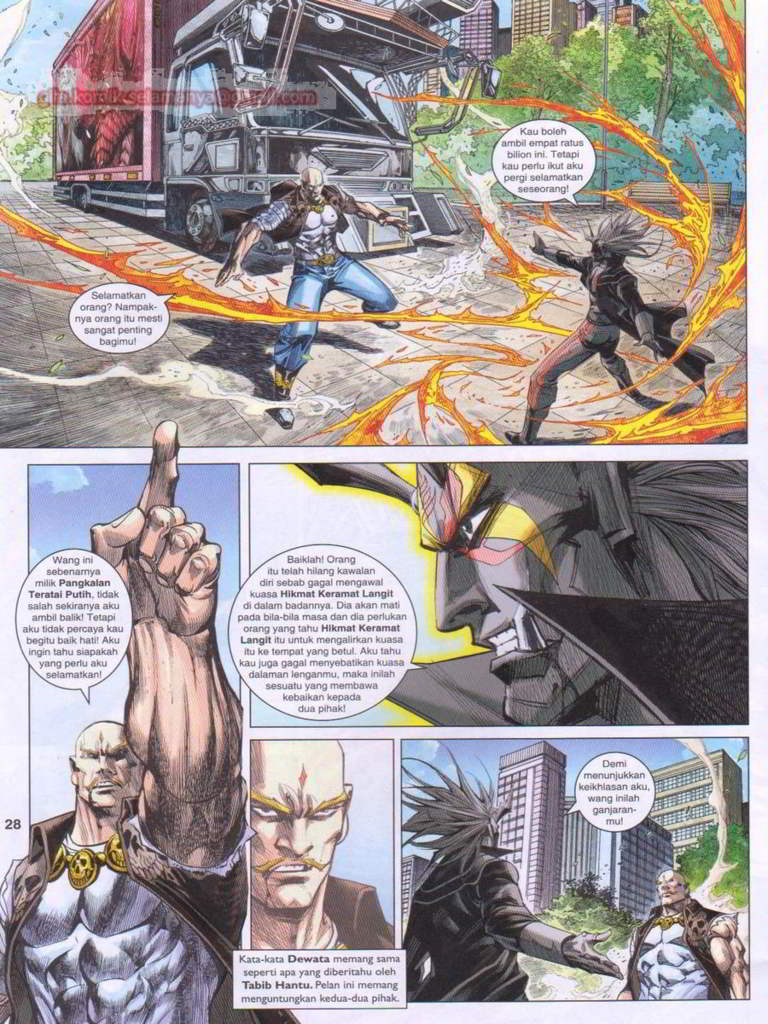 Kau boleh
ambil empat ratus
bilion ini. Tetapi
kau perlu ikut aku
pergi selamatkan
seseorang!
Selamatkan
orang? Nampak-
nya orang itu mesti
sangat penting
bagimu!
Wang ini
sebenarnya
milik Pangkalan
Teratai Putih, tidak
salah sekiranya aku
ambil balik! Tetapi
aku tidak percaya kau
begitu baik hati! Aku
ingin tahu siapakah
yang perlu aku
selamatkan!
Baiklah! Orang
itu telah hilang kawalan
diri sebab gagal mengawal
kuasa Hikmat Keramat Langit
di dalam badannya. Dia akan mati
pada bila-bila masa dan dia perlukan
orang yang tahu Hikmat Keramat
Langit itu untuk mengalirkan kuasa
itu ke tempat yang betul. Aku tahu
kau juga gagal menyebatikan kuasa
dalaman lenganmu, maka inilah
sesuatu yang membawa
kebaikan kepada
dua pihak!
Kata-kata Dewata memang sama
seperti apa yang diberitahu oleh
Tabib Hantu. Pelan ini memang
menguntungkan kedua-dua pihak.
Demi
menunjukkan
keikhlasan aku,
wang inilah
ganjaran-
mu!
28